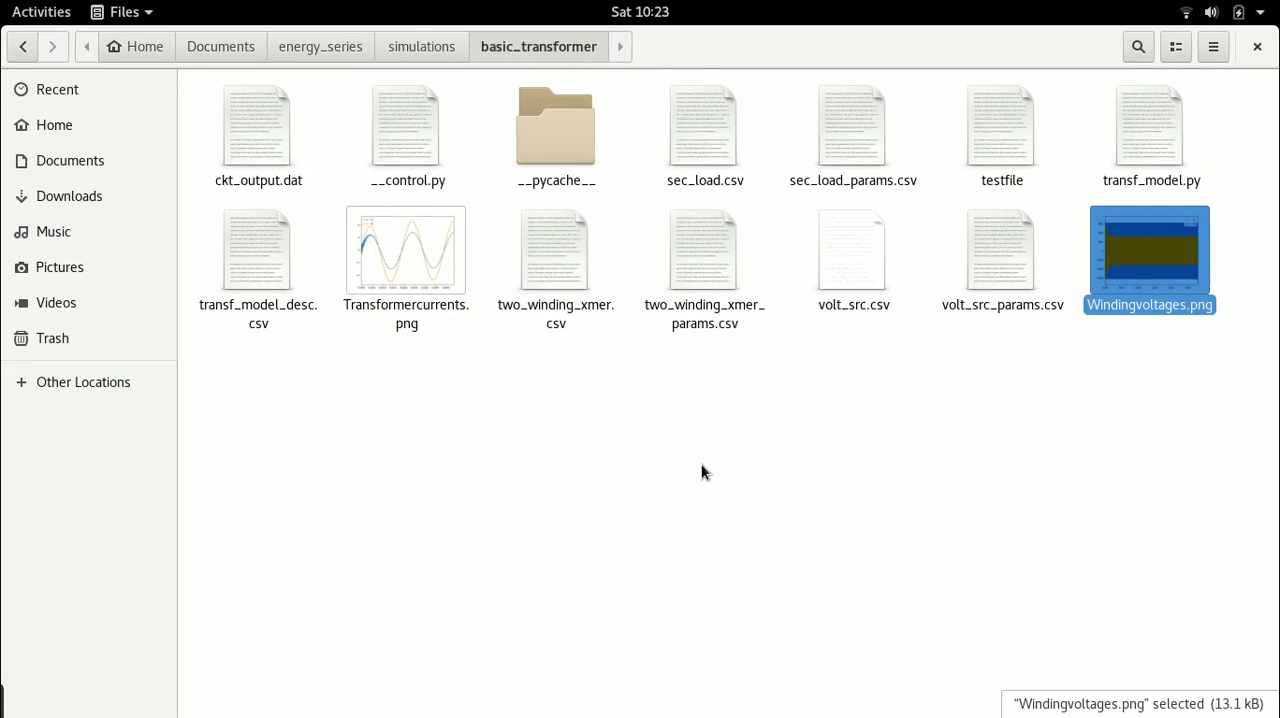 Activities Files Sat 10:23
Home Documents energy_series simulations basic_transformer
Recent
Home
Documents
Downloads
Music
Pictures
Videos
Trash
Other Locations
ckt_output.dat __control.py __pycache__ sec_load.csv sec_load_params.csv testfile transf_model.py
transf_model_desc. Transformercurrents. two_winding_xmer. two_winding_xmer_ volt_src.csv volt_src_params.csv Windingvoltages.png
csv png csv params.csv
"Windingvoltages.png" selected (13.1 kB)